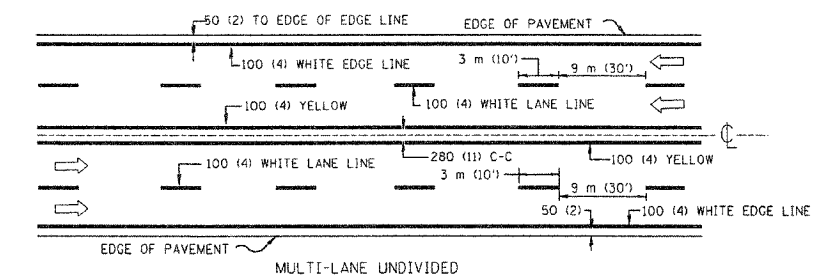 50 (2) TO EDGE OF EDGE LINE
EDGE OF PAVEMENT
100 (4) WHITE EDGE LINE
3 m (10')
9 m (30')
100 (4) YELLOW
100 (4) WHITE LANE LINE
℄
100 (4) WHITE LANE LINE
280 (11) C-C
100 (4) YELLOW
3 m (10')
9 m (30')
50 (2)
100 (4) WHITE EDGE LINE
EDGE OF PAVEMENT
MULTI-LANE UNDIVIDED